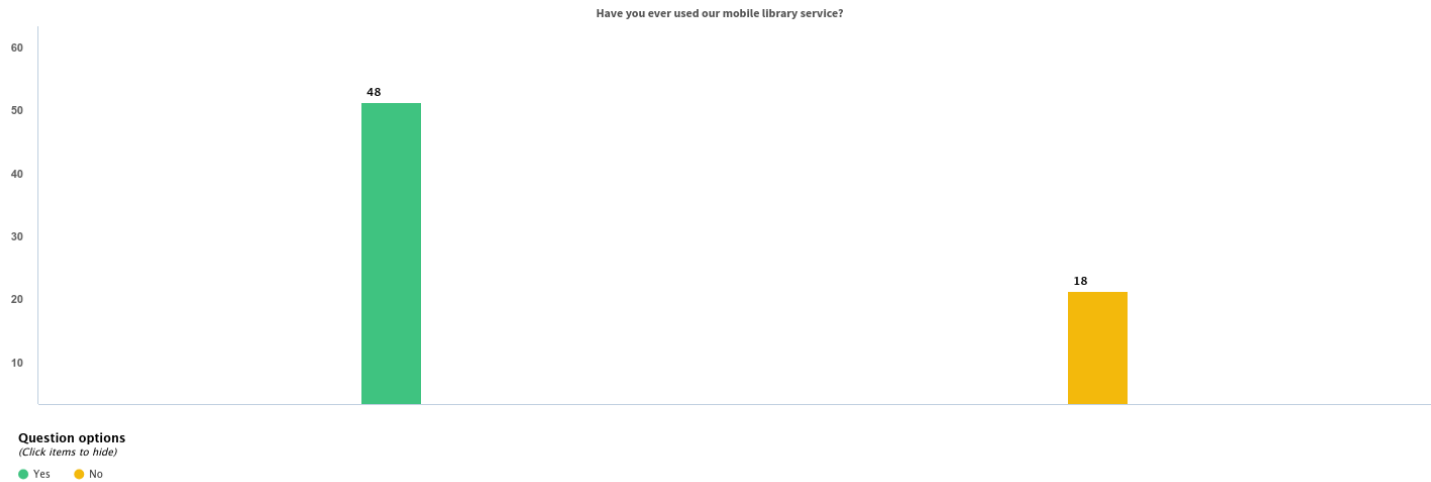 Have you ever used our mobile library service?
60
50
40
30
20
10
48
18
Question options
(Click items to hide)
Yes
No